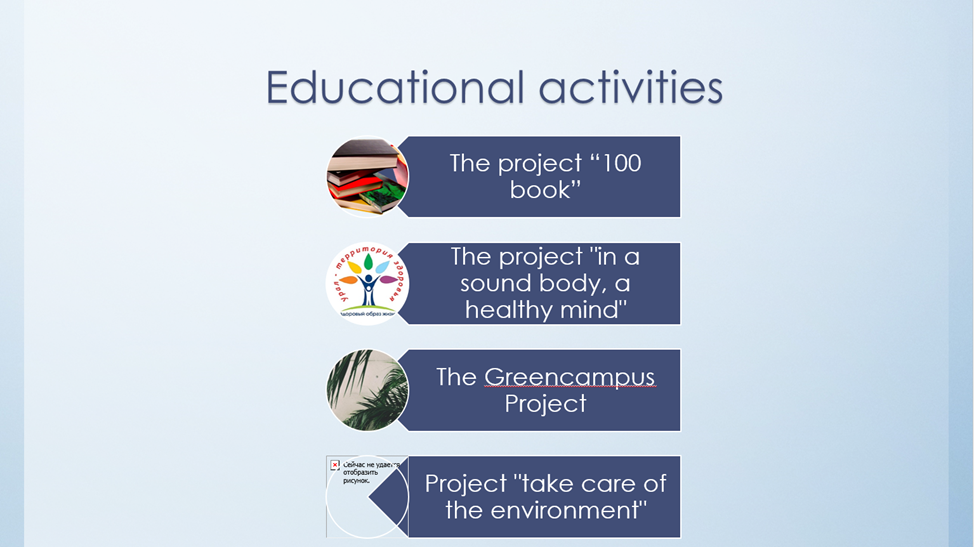 Educational activities
The project “100
book”
урал - территория здоровья
здоровый образ жизни
The project "in a
sound body, a
healthy mind"
The Greencampus
Project
Сейчас не удается
отобразить
рисунок.
Project "take care of
the environment"